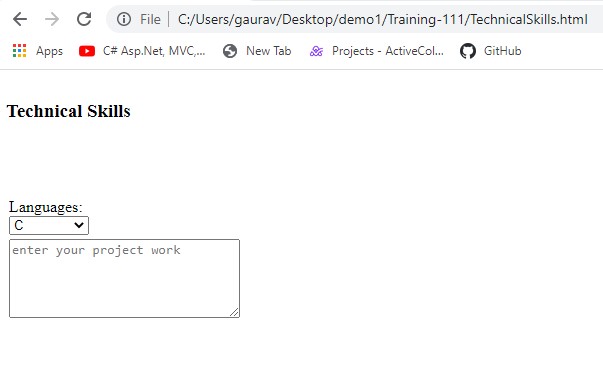 File | C:/Users/gaurav/Desktop/demo1/Training-111/TechnicalSkills.html
Apps C# Asp.Net, MVC,... New Tab Projects - ActiveCol... GitHub
Technical Skills
Languages:
C
enter your project work